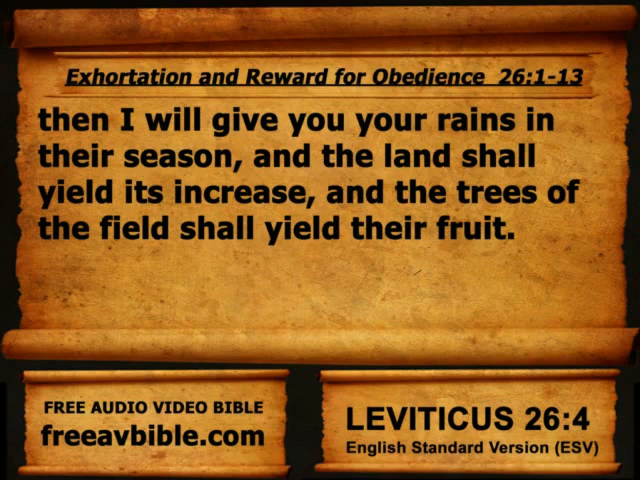 Exhortation and Reward for Obedience 26:1-13
then I will give you your rains in
their season, and the land shall
yield its increase, and the trees of
the field shall yield their fruit.
FREE AUDIO VIDEO BIBLE
freeavbible.com
LEVITICUS 26:4
English Standard Version (ESV)